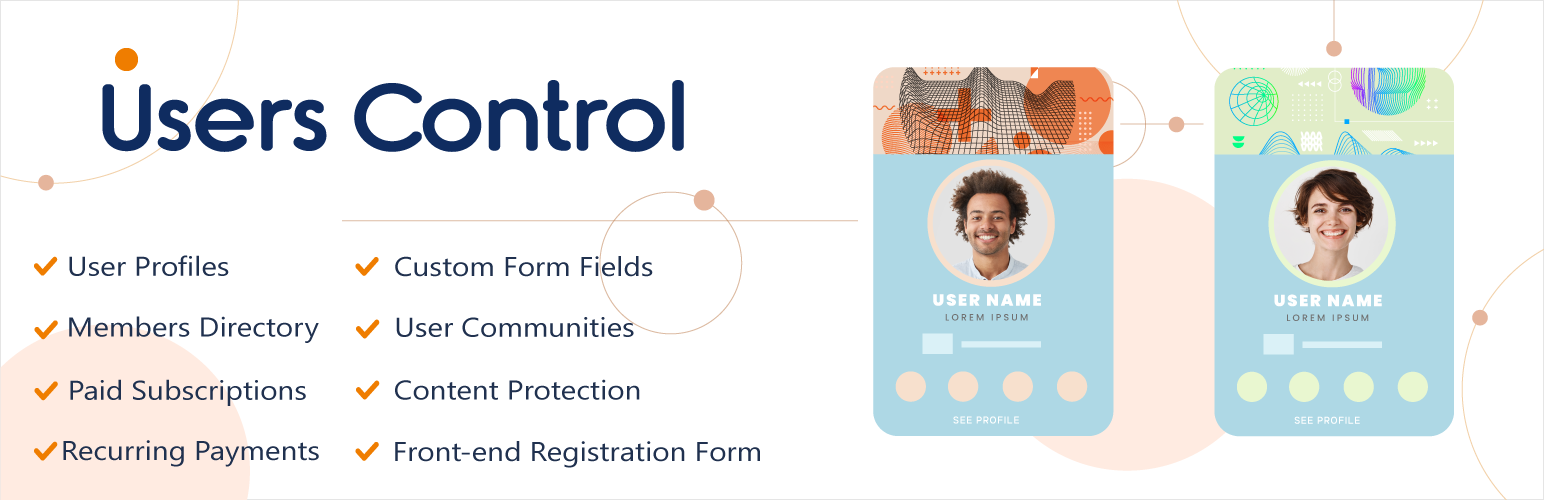 Users Control
User Profiles
Members Directory
Paid Subscriptions
Recurring Payments
Custom Form Fields
User Communities
Content Protection
Front-end Registration Form
USER NAME
LOREM IPSUM
SEE PROFILE
USER NAME
LOREM IPSUM
SEE PROFILE